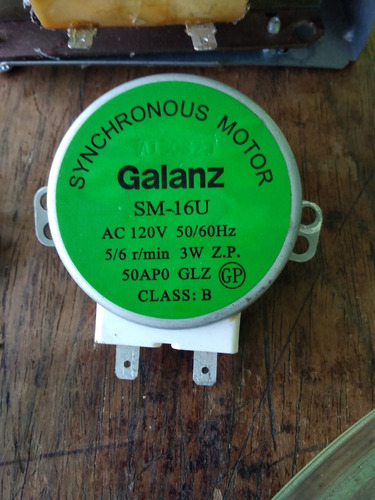 SYNCHRONOUS MOTOR
Galanz
SM-16U
AC 120V 50/60Hz
5/6 r/min 3W Z.P.
50AP0 GLZ GP
CLASS: B